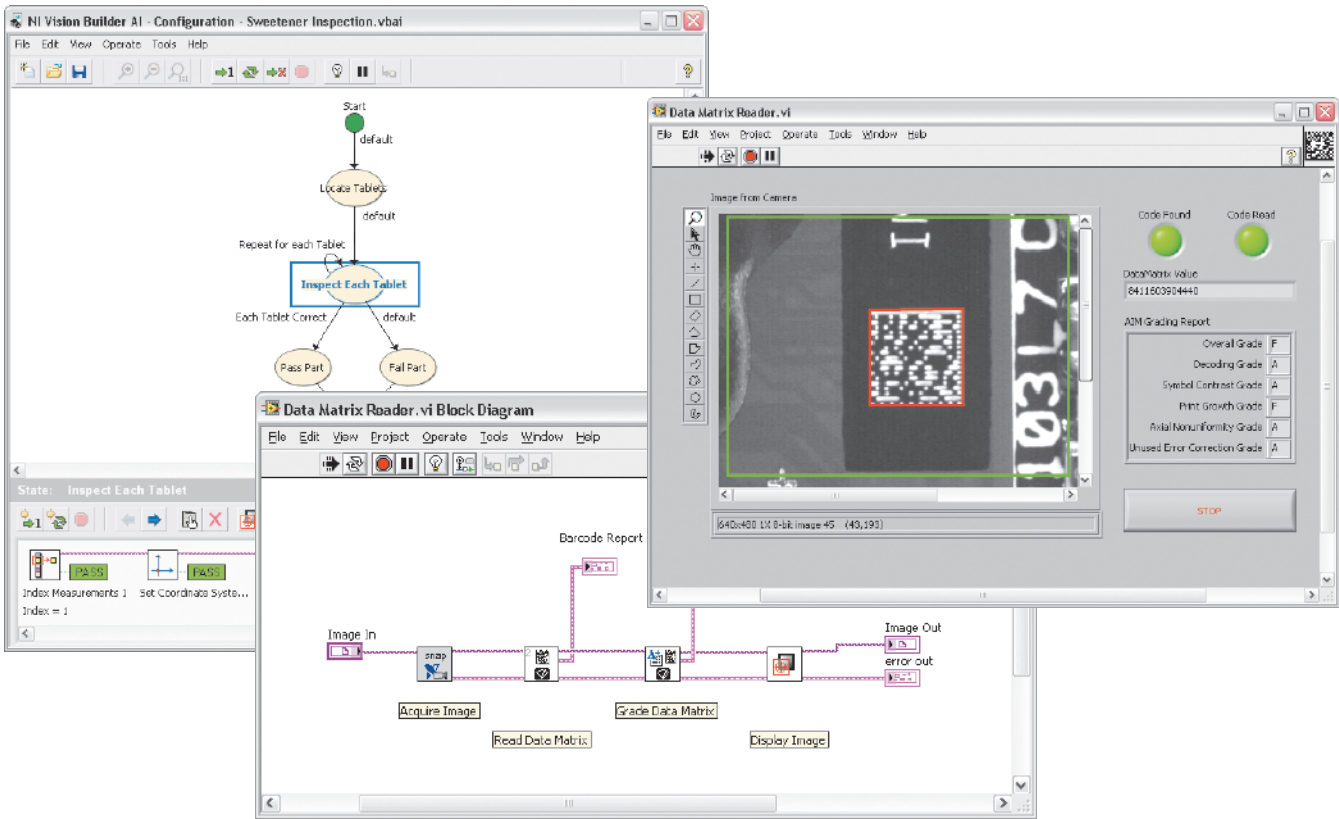 NI Vision Builder AI - Configuration - Sweetener Inspection.vbai
File Edit View Operate Tools Help
Start
default
Locate Tablets
default
Repeat for each Tablet
Inspect Each Tablet
Each Tablet Correct
default
Pass Part
Fail Part
State: Inspect Each Tablet
PASS
PASS
Index Measurements 1
Set Coordinate Syste...
Index = 1
Data Matrix Reader.vi
File Edit View Project Operate Tools Window Help
Image from Camera
103L70
Code Found
Code Read
DataMatrix Value
8411603904440
AIM Grading Report
Overall Grade F
Decoding Grade A
Symbol Contrast Grade A
Print Growth Grade F
Axial Nonuniformity Grade A
Unused Error Correction Grade A
STOP
640x480 1X 8-bit image 45 (43,193)
Data Matrix Reader.vi Block Diagram
File Edit View Project Operate Tools Window Help
Barcode Report
Image In
snap
2
Image Out
error out
Acquire Image
Grade Data Matrix
Read Data Matrix
Display Image